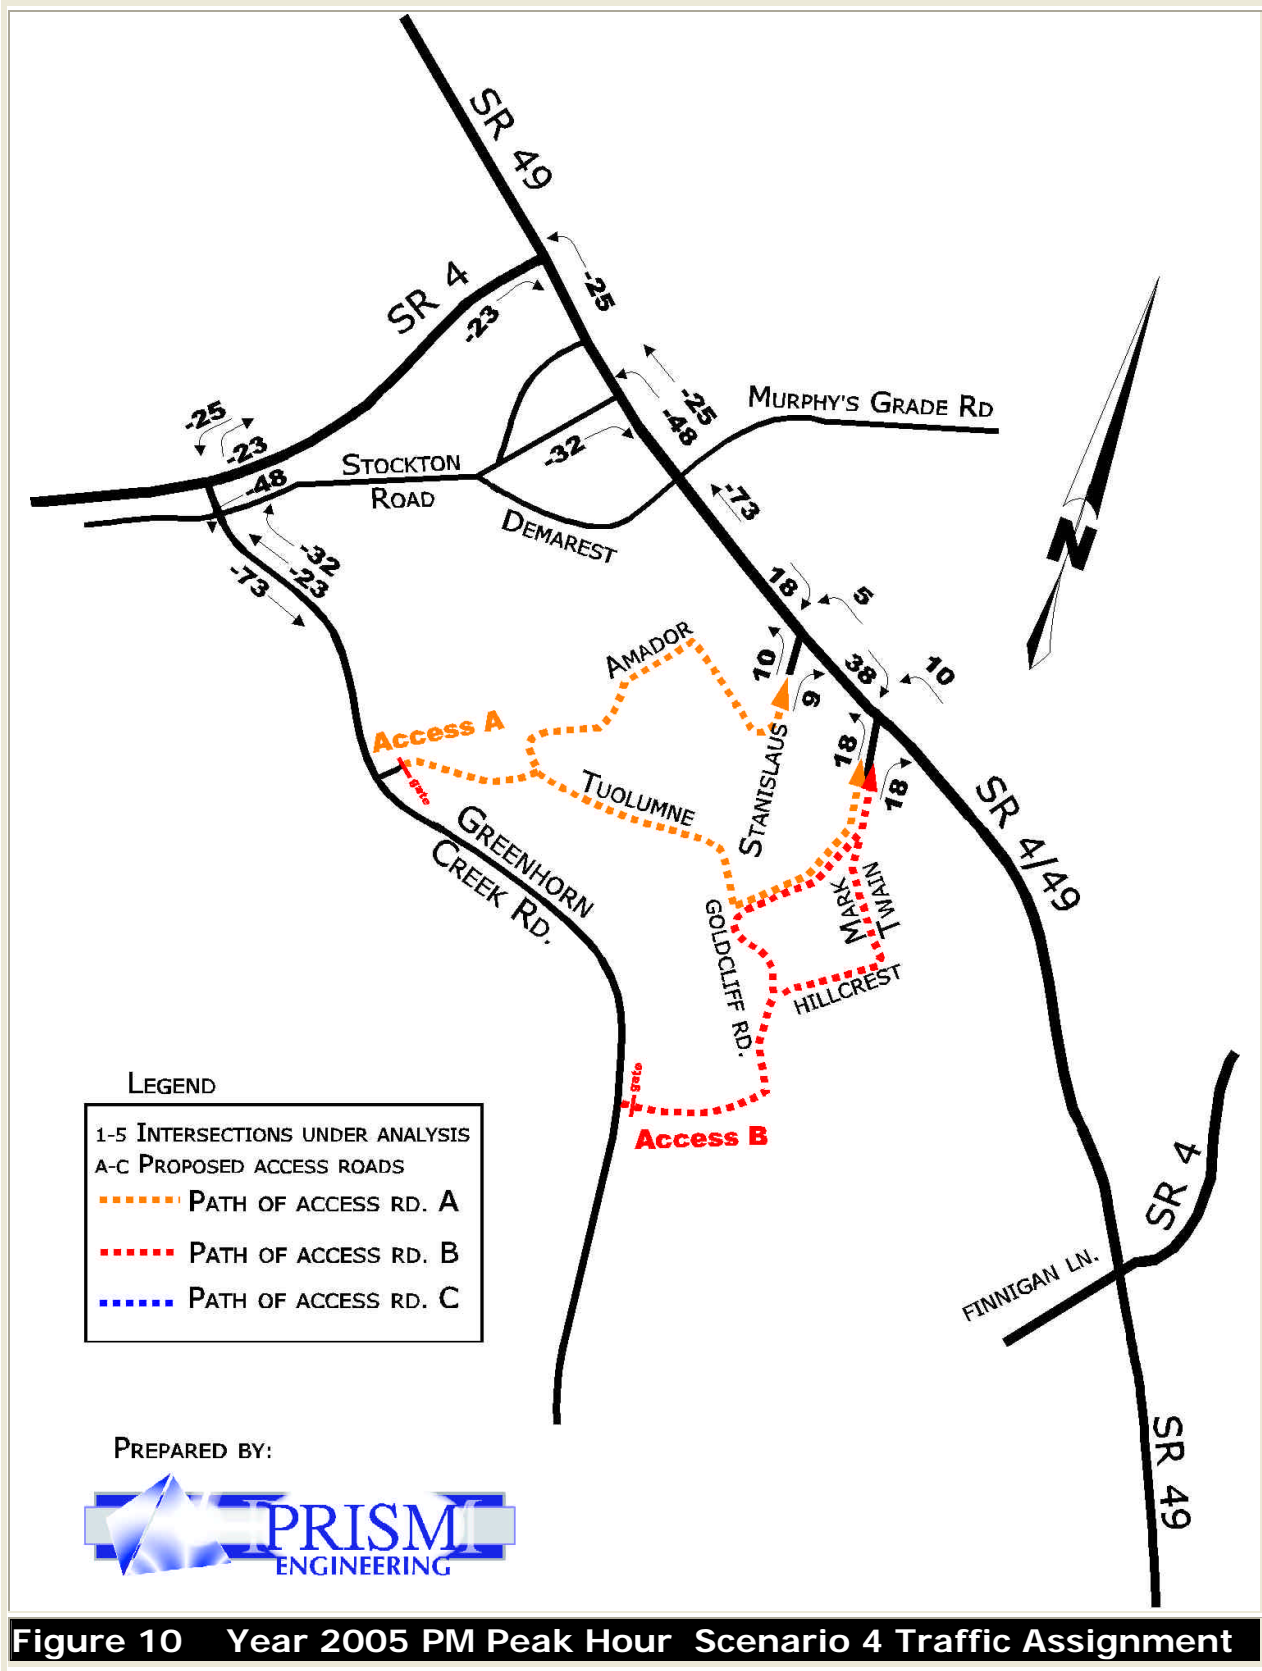 SR 49
SR 4
-25
-23
-25
-48
MURPHY'S GRADE RD
-25
-23
-48
-32
STOCKTON
ROAD
DEMAREST
-73
-32
-23
-73
N
18
5
10
9
38
10
18
18
AMADOR
STANISLAUS
Access A
gate
TUOLUMNE
GREENHORN
CREEK RD.
SR 4/49
MARK
TWAIN
GOLDCLIFF RD.
HILLCREST
gate
Access B
SR 4
FINNIGAN LN.
SR 49
LEGEND
1-5 INTERSECTIONS UNDER ANALYSIS
A-C PROPOSED ACCESS ROADS
PATH OF ACCESS RD. A
PATH OF ACCESS RD. B
PATH OF ACCESS RD. C
PREPARED BY:
PRISM
ENGINEERING
Figure 10 Year 2005 PM Peak Hour Scenario 4 Traffic Assignment